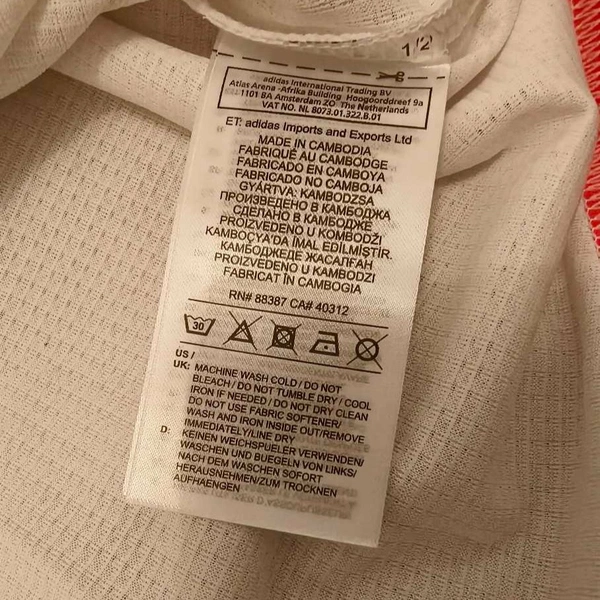 1/2
adidas International Trading BV
Atlas Arena -Afrika Building Hoogoorddreef 9a
1101 BA Amsterdam ZO The Netherlands
VAT NO. NL 8073.01.322.B.01
ET: adidas Imports and Exports Ltd
MADE IN CAMBODIA
FABRIQUÉ AU CAMBODGE
FABRICADO EN CAMBOYA
FABRICADO NO CAMBOJA
GYÁRTVA: KAMBODZSA
ПРОИЗВЕДЕНО В КАМБОДЖА
СДЕЛАНО В КАМБОДЖЕ
PROIZVEDENO U KOMBODŽI
KAMBOÇYA'DA İMAL EDİLMİŞTİR.
КАМБОДЖЕДЕ ЖАСАЛҒАН
PROIZVEDENO U KAMBODZI
FABRICAT IN CAMBOGIA
RN# 88387 CA# 40312
30
US /
UK: MACHINE WASH COLD / DO NOT
BLEACH / DO NOT TUMBLE DRY / COOL
IRON IF NEEDED / DO NOT DRY CLEAN
DO NOT USE FABRIC SOFTENER/
WASH AND IRON INSIDE OUT/REMOVE
IMMEDIATELY/LINE DRY
D: KEINEN WEICHSPUELER VERWENDEN/
WASCHEN UND BUEGELN VON LINKS/
NACH DEM WASCHEN SOFORT
HERAUSNEHMEN/ZUM TROCKNEN
AUFHAENGEN